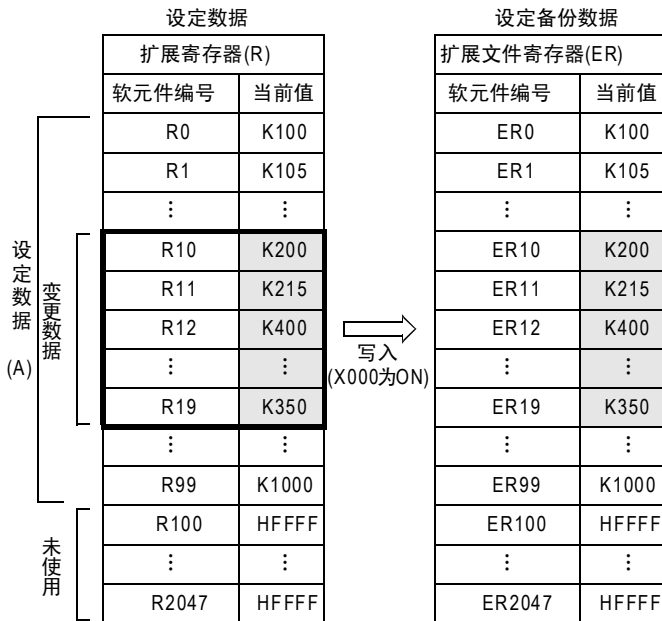 设定数据
设定备份数据
扩展寄存器(R)
扩展文件寄存器(ER)
软元件编号 当前值
软元件编号 当前值
R0 K100
ER0 K100
R1 K105
ER1 K105
⋮ ⋮
⋮ ⋮
R10 K200
ER10 K200
R11 K215
ER11 K215
R12 K400
ER12 K400
⋮ ⋮
⋮ ⋮
R19 K350
ER19 K350
⋮ ⋮
⋮ ⋮
R99 K1000
ER99 K1000
R100 HFFFF
ER100 HFFFF
⋮ ⋮
⋮ ⋮
R2047 HFFFF
ER2047 HFFFF
设定数据
(A)
变更数据
未使用
写入
(X000为ON)